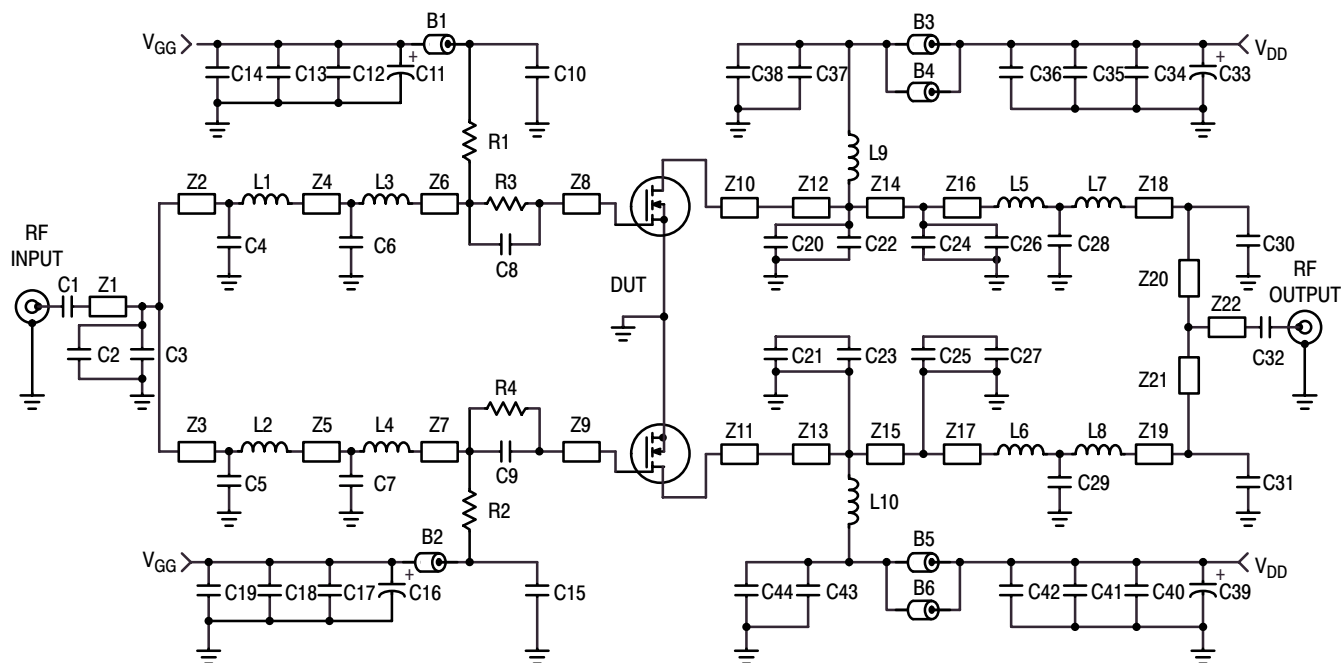 B1
B3
V_GG
V_DD
C14
C13
C12
C11
+
C10
C38
C37
B4
C36
C35
C34
C33
+
R1
L9
Z2
L1
Z4
L3
Z6
R3
Z8
Z10
Z12
Z14
Z16
L5
L7
Z18
C4
C6
C8
C20
C22
C24
C26
C28
C30
RF
INPUT
C1
Z1
DUT
Z20
RF
OUTPUT
Z22
C2
C3
C21
C23
C25
C27
C32
Z21
R4
Z3
L2
Z5
L4
Z7
Z9
Z11
Z13
Z15
Z17
L6
L8
Z19
C5
C7
C9
C29
C31
R2
L10
B2
B5
V_GG
V_DD
C19
C18
C17
C16
+
C15
C44
C43
B6
C42
C41
C40
C39
+